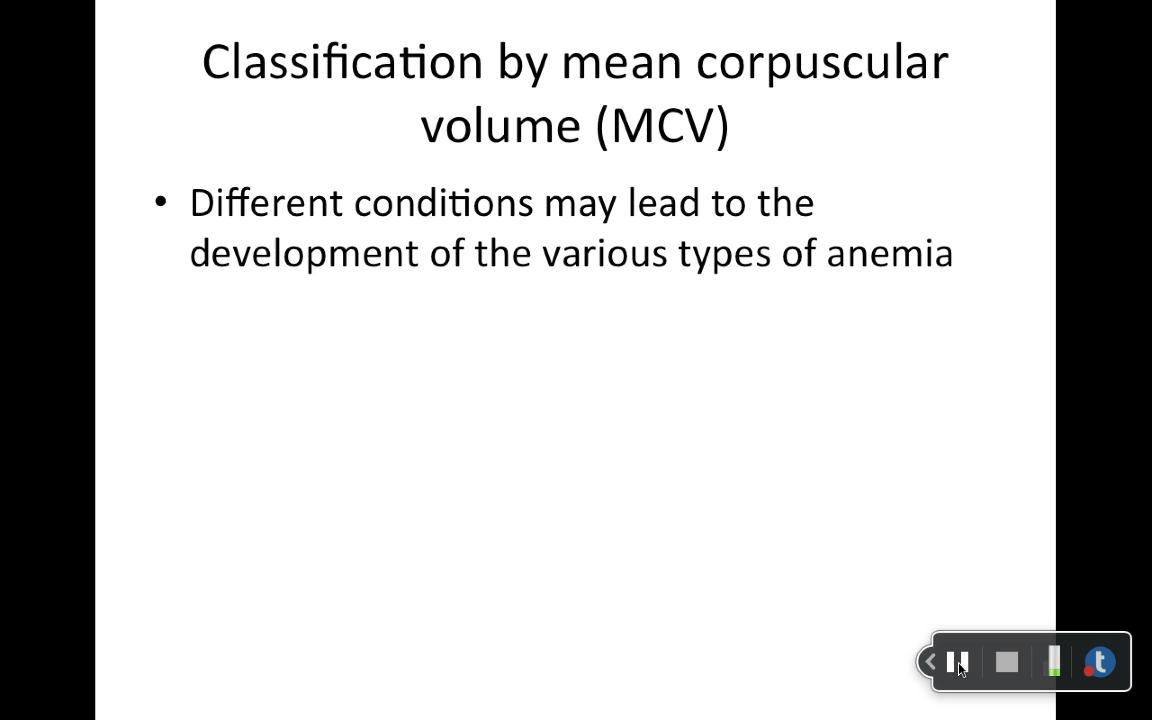 Classification by mean corpuscular
volume (MCV)
• Different conditions may lead to the
development of the various types of anemia
t